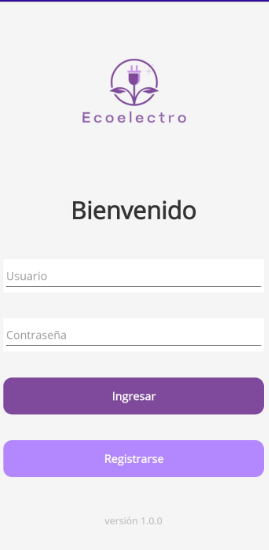 Ecoelectro
Bienvenido
Usuario
Contraseña
Ingresar
Registrarse
versión 1.0.0